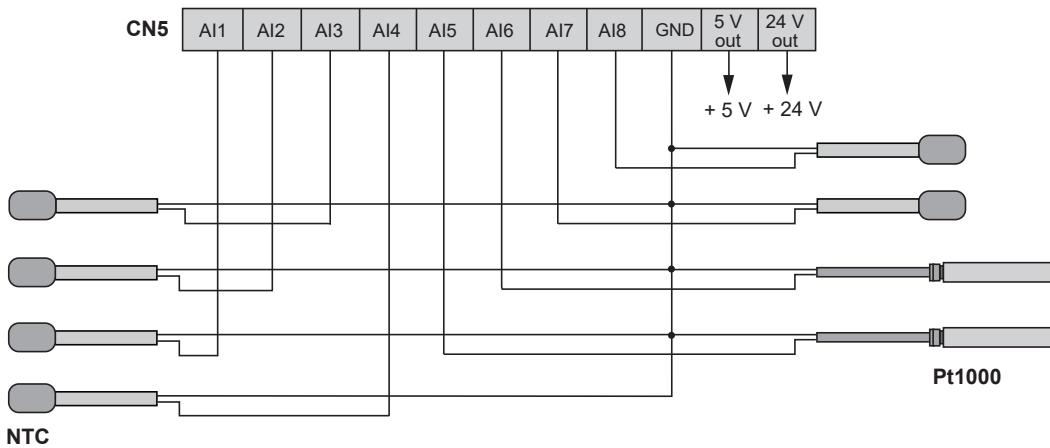 CN5 AI1 AI2 AI3 AI4 AI5 AI6 AI7 AI8 GND 5 V out 24 V out
+ 5 V + 24 V
Pt1000
NTC